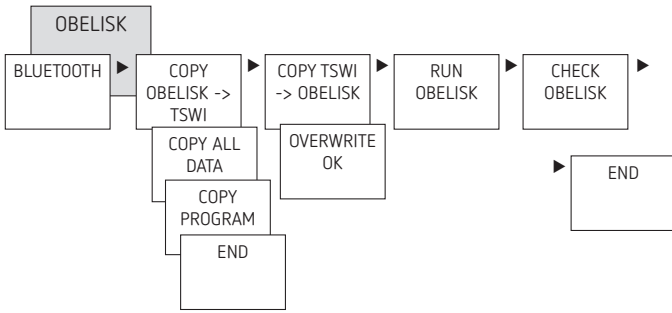 OBELISK
BLUETOOTH
COPY
OBELISK ->
TSWI
COPY ALL
DATA
COPY
PROGRAM
END
COPY TSWI
-> OBELISK
OVERWRITE
OK
RUN
OBELISK
CHECK
OBELISK
END